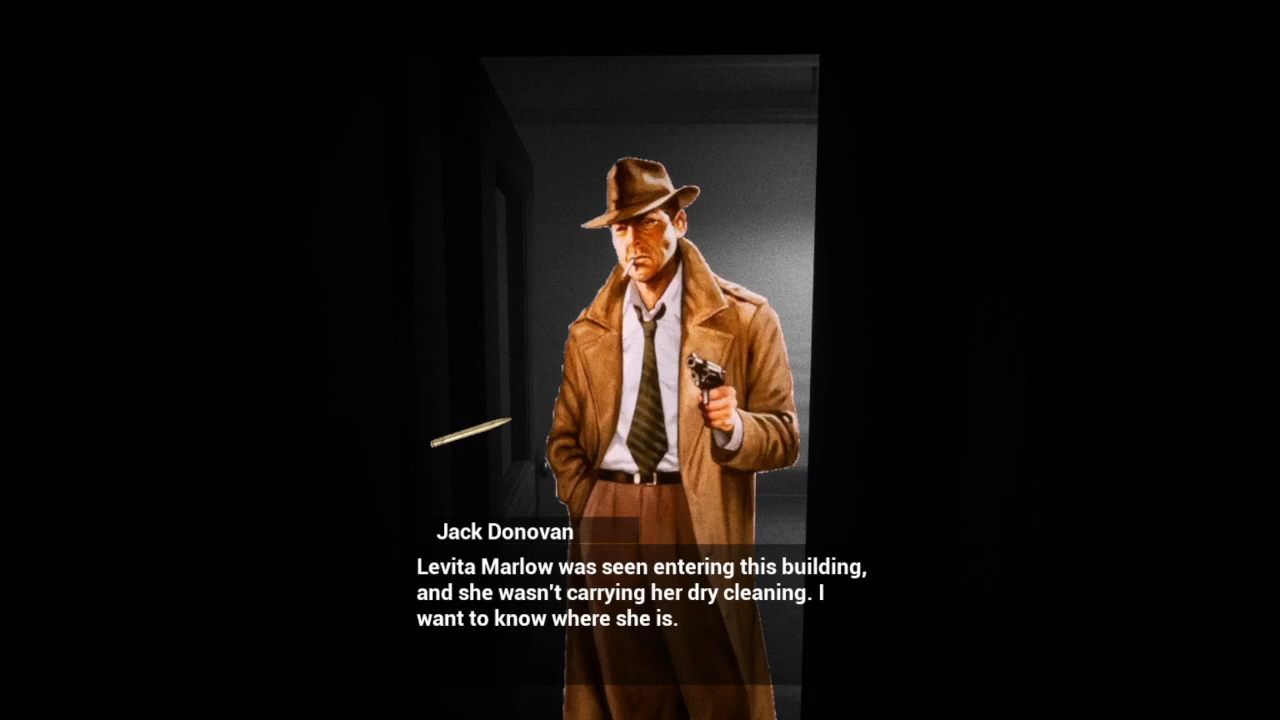 Jack Donovan
Levita Marlow was seen entering this building,
and she wasn't carrying her dry cleaning. I
want to know where she is.